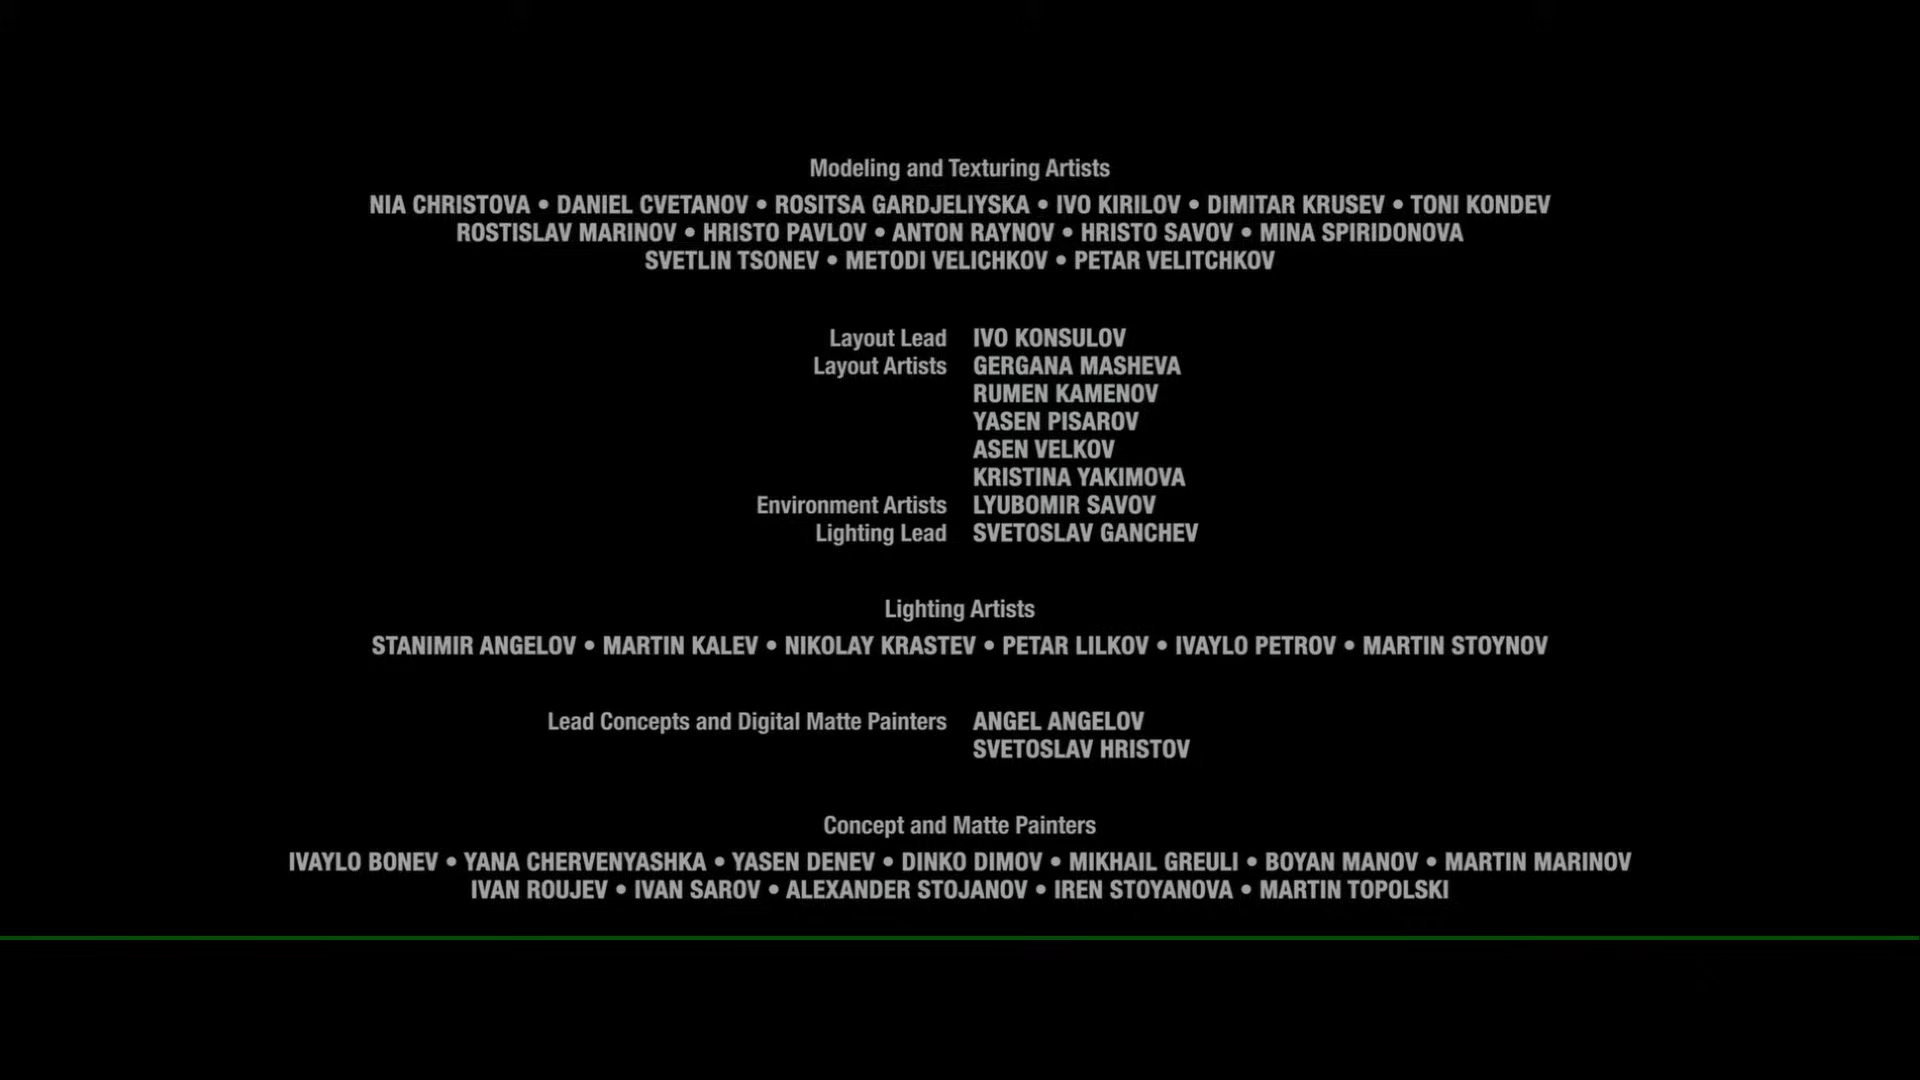 Modeling and Texturing Artists
NIA CHRISTOVA • DANIEL CVETANOV • ROSITSA GARDJELIYSKA • IVO KIRILOV • DIMITAR KRUSEV • TONI KONDEV
ROSTISLAV MARINOV • HRISTO PAVLOV • ANTON RAYNOV • HRISTO SAVOV • MINA SPIRIDONOVA
SVETLIN TSONEV • METODI VELICHKOV • PETAR VELITCHKOV
Layout Lead IVO KONSULOV
Layout Artists GERGANA MASHEVA
RUMEN KAMENOV
YASEN PISAROV
ASEN VELKOV
KRISTINA YAKIMOVA
Environment Artists LYUBOMIR SAVOV
Lighting Lead SVETOSLAV GANCHEV
Lighting Artists
STANIMIR ANGELOV • MARTIN KALEV • NIKOLAY KRASTEV • PETAR LILKOV • IVAYLO PETROV • MARTIN STOYNOV
Lead Concepts and Digital Matte Painters ANGEL ANGELOV
SVETOSLAV HRISTOV
Concept and Matte Painters
IVAYLO BONEV • YANA CHERVENYASHKA • YASEN DENEV • DINKO DIMOV • MIKHAIL GREULI • BOYAN MANOV • MARTIN MARINOV
IVAN ROUJEV • IVAN SAROV • ALEXANDER STOJANOV • IREN STOYANOVA • MARTIN TOPOLSKI